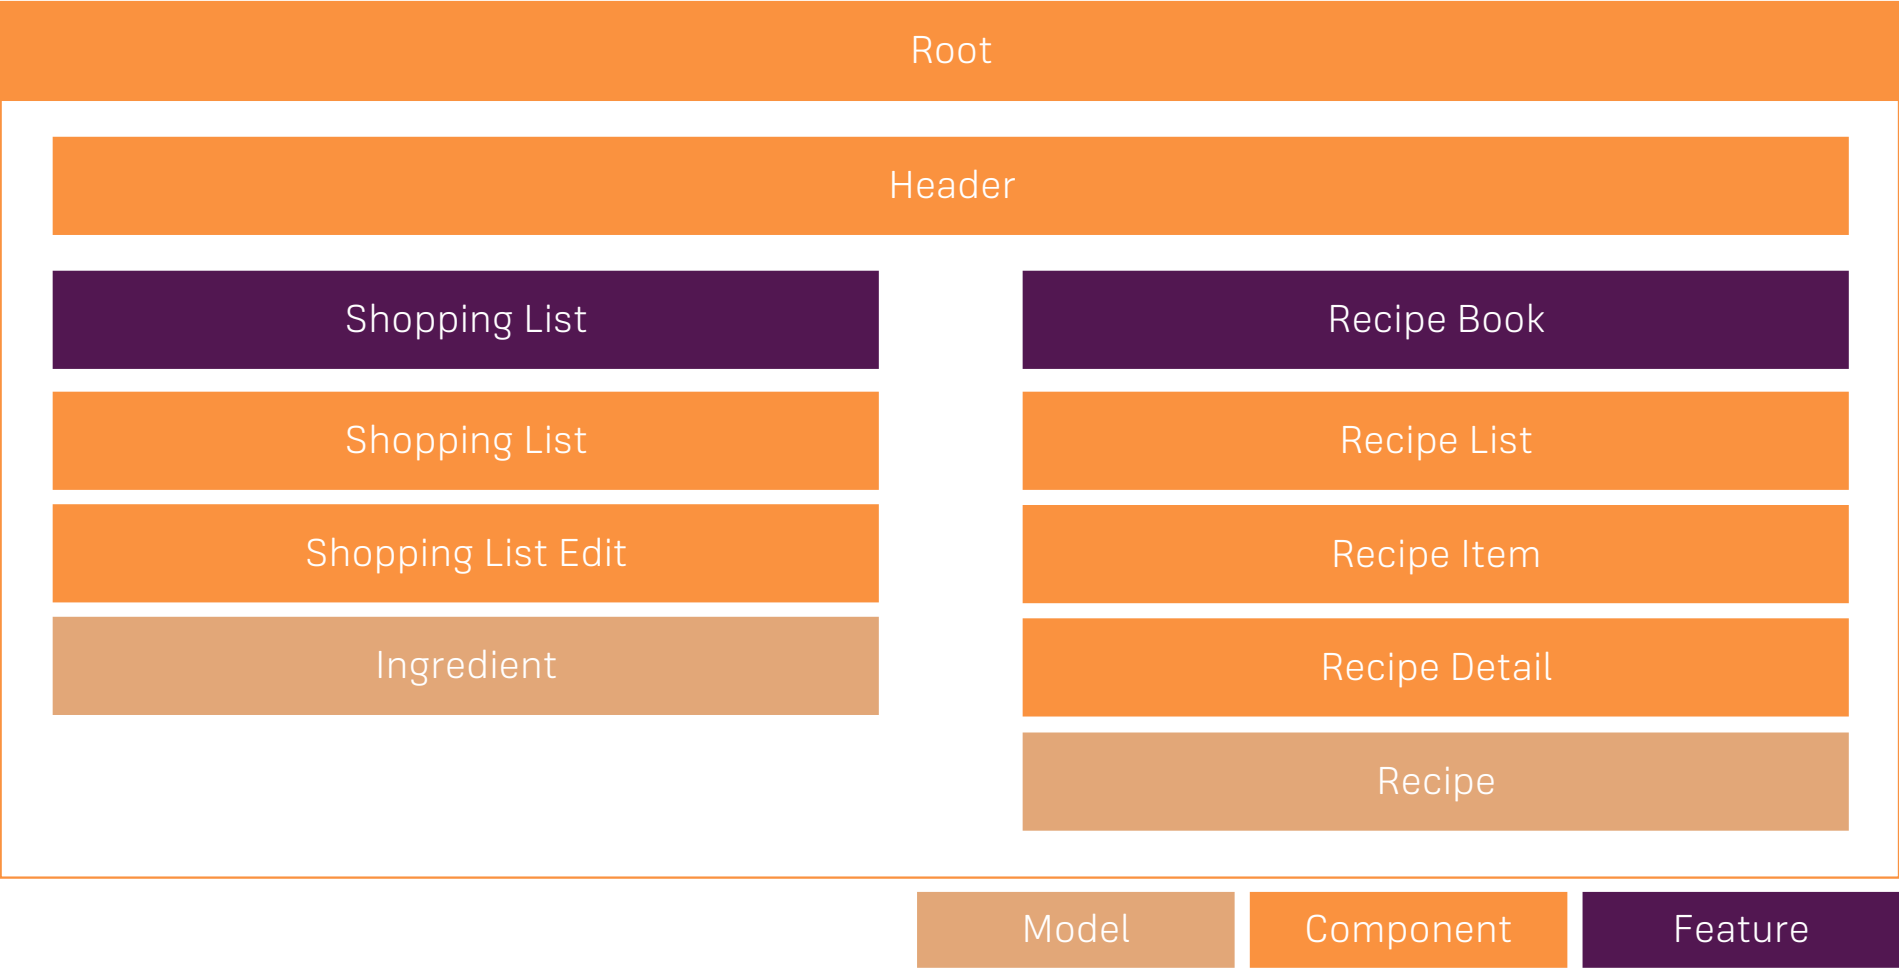 Root
Header
Shopping List
Shopping List
Shopping List Edit
Ingredient
Recipe Book
Recipe List
Recipe Item
Recipe Detail
Recipe
Model
Component
Feature